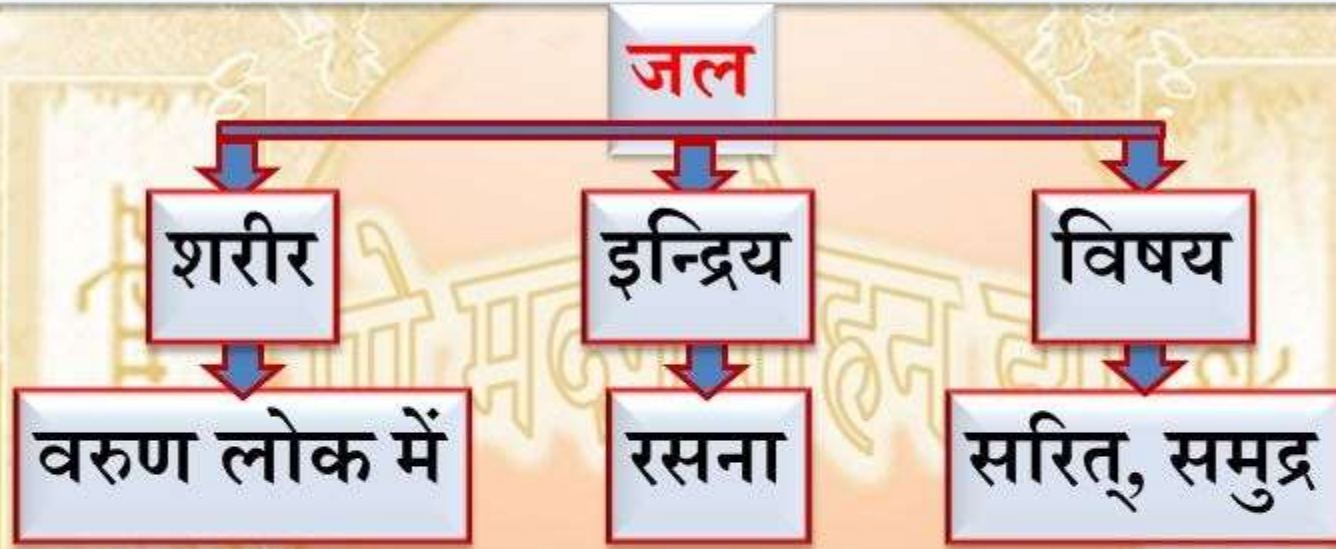 जल
शरीर इन्द्रिय विषय
वरुण लोक में रसना सरित्, समुद्र